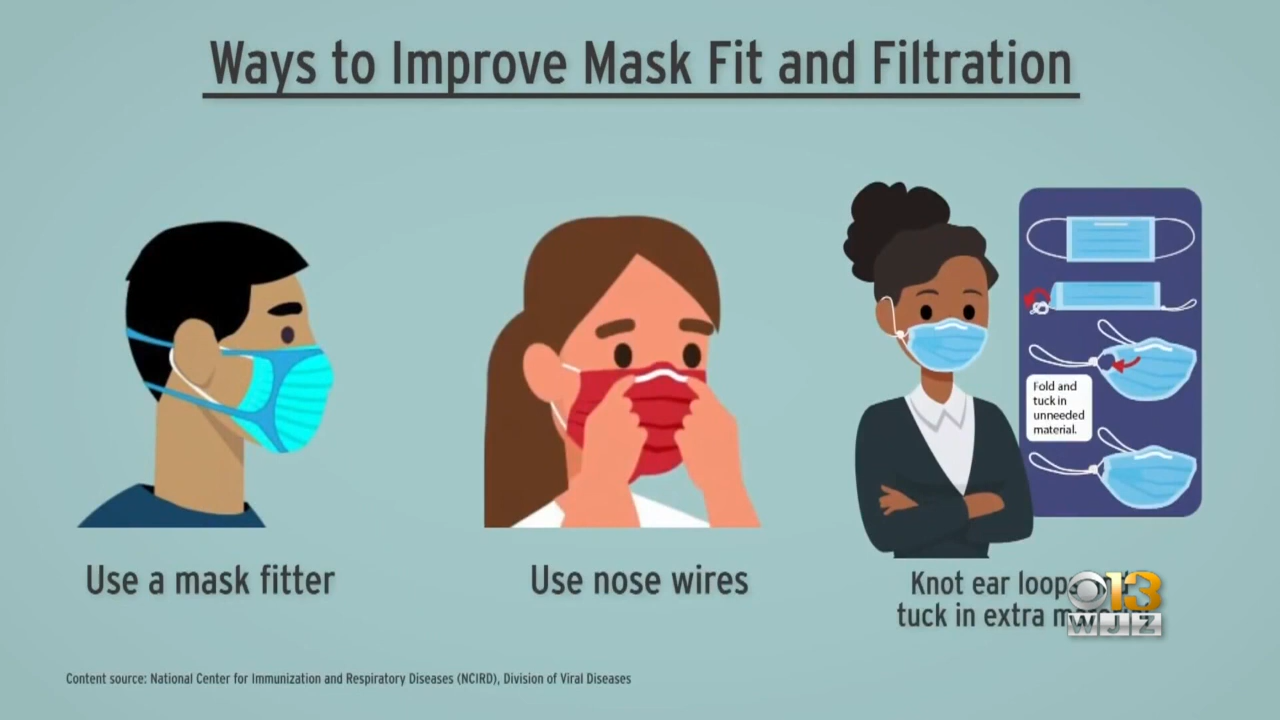 Ways to Improve Mask Fit and Filtration
Fold and
tuck in
unneeded
material.
Use a mask fitter
Use nose wires
Knot ear loops
tuck in extra
13
WJZ
Content source: National Center for Immunization and Respiratory Diseases (NCIRD), Division of Viral Diseases